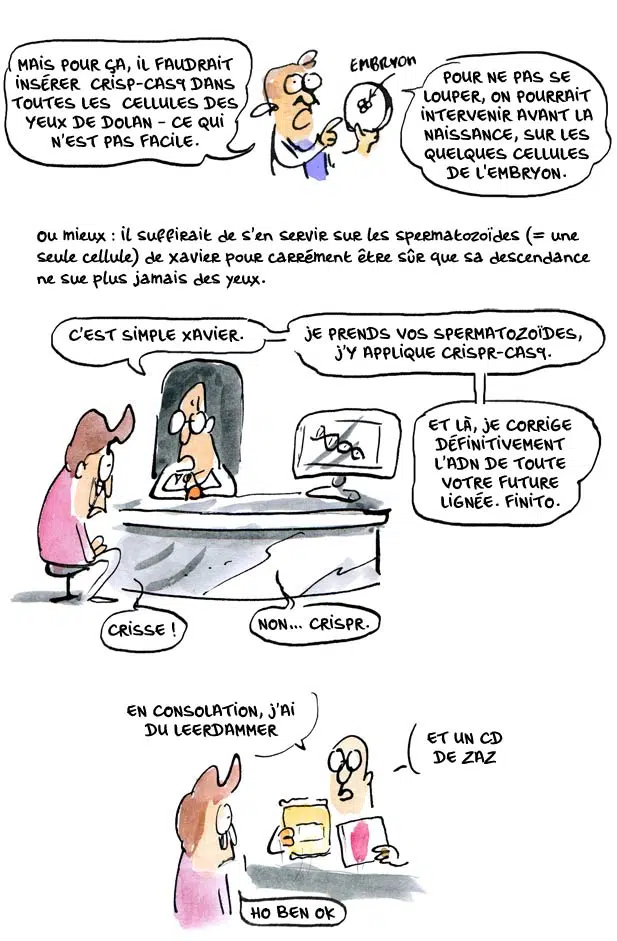 MAIS POUR ÇA, IL FAUDRAIT
INSÉRER CRISP-CAS9 DANS
TOUTES LES CELLULES DES
YEUX DE DOLAN - CE QUI
N'EST PAS FACILE.
EMBRYON
POUR NE PAS SE
LOUPER, ON POURRAIT
INTERVENIR AVANT LA
NAISSANCE, SUR LES
QUELQUES CELLULES
DE L'EMBRYON.
ou mieux : il suffirait de s'en servir sur les spermatozoïdes (= une
seule cellule) de xavier pour carrément être sûr que sa descendance
ne sue plus jamais des yeux.
C'EST SIMPLE XAVIER.
JE PRENDS VOS SPERMATOZOÏDES,
J'Y APPLIQUE CRISPR-CAS9.
ET LÀ, JE CORRIGE
DÉFINITIVEMENT
L'ADN DE TOUTE
VOTRE FUTURE
LIGNÉE. FINITO.
CRISSE !
NON... CRISPR.
EN CONSOLATION, J'AI
DU LEERDAMMER
ET UN CD
DE ZAZ
HO BEN OK